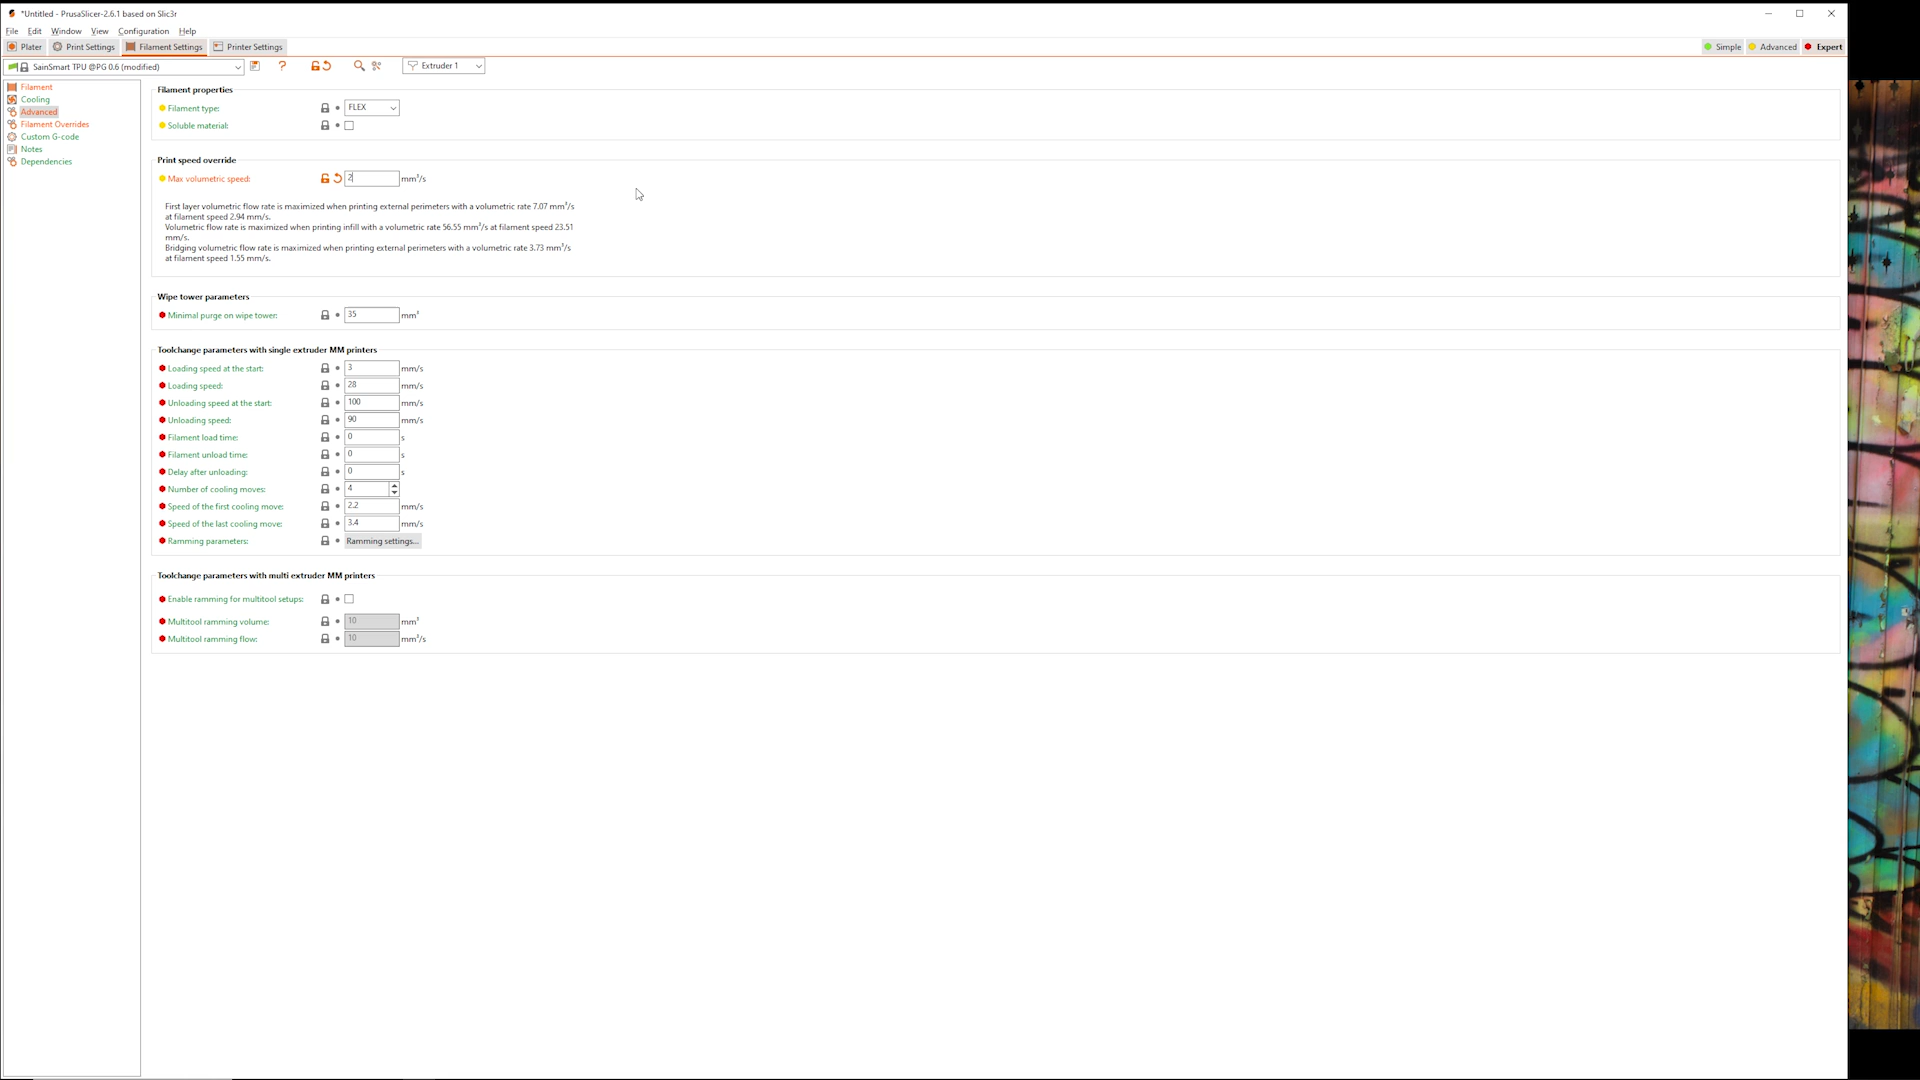 *Untitled - PrusaSlicer-2.6.1 based on Slic3r
File Edit Window View Configuration Help
Plater Print Settings Filament Settings Printer Settings Simple Advanced Expert
SainSmart TPU @PG 0.6 (modified) ? Extruder 1
Filament
Cooling
Advanced
Filament Overrides
Custom G-code
Notes
Dependencies
Filament properties
Filament type: FLEX
Soluble material:
Print speed override
Max volumetric speed: 2 mm³/s
First layer volumetric flow rate is maximized when printing external perimeters with a volumetric rate 7.07 mm³/s
at filament speed 2.94 mm/s.
Volumetric flow rate is maximized when printing infill with a volumetric rate 56.55 mm³/s at filament speed 23.51
mm/s.
Bridging volumetric flow rate is maximized when printing external perimeters with a volumetric rate 3.73 mm³/s
at filament speed 1.55 mm/s.
Wipe tower parameters
Minimal purge on wipe tower: 35 mm³
Toolchange parameters with single extruder MM printers
Loading speed at the start: 3 mm/s
Loading speed: 28 mm/s
Unloading speed at the start: 100 mm/s
Unloading speed: 90 mm/s
Filament load time: 0 s
Filament unload time: 0 s
Delay after unloading: 0 s
Number of cooling moves: 4
Speed of the first cooling move: 2.2 mm/s
Speed of the last cooling move: 3.4 mm/s
Ramming parameters: Ramming settings...
Toolchange parameters with multi extruder MM printers
Enable ramming for multitool setups:
Multitool ramming volume: 10 mm³
Multitool ramming flow: 10 mm³/s